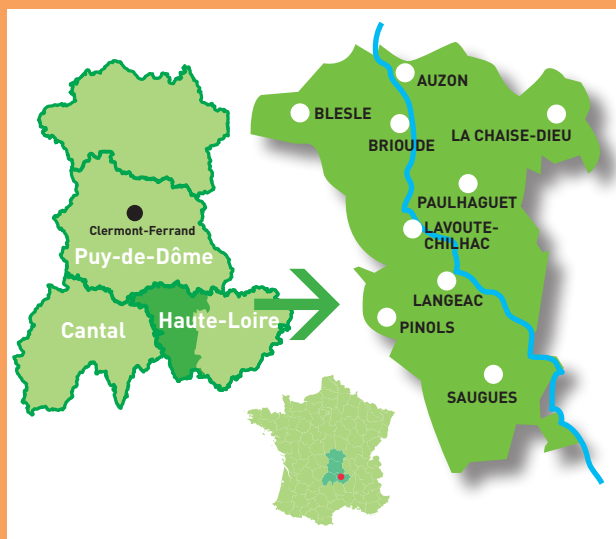 Clermont-Ferrand
Puy-de-Dôme
Cantal
Haute-Loire
AUZON
BLESLE
BRIOUDE
LA CHAISE-DIEU
PAULHAGUET
LAVOUTE-
CHILHAC
LANGEAC
PINOLS
SAUGUES